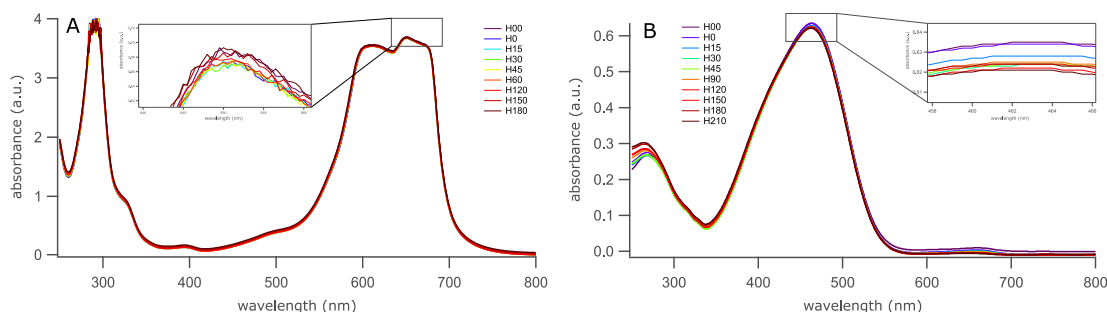 A
4
3
2
1
0
absorbance (a.u.)
300
400
500
600
700
800
wavelength (nm)
wavelength (nm)
H00
H0
H15
H30
H45
H60
H120
H150
H180
B
0.6
0.5
0.4
0.3
0.2
0.1
0.0
absorbance (a.u.)
300
400
500
600
700
800
wavelength (nm)
H00
H0
H15
H30
H45
H90
H120
H150
H180
H210
0.64
0.63
0.62
0.61
absorbance (a.u.)
458
460
462
464
466
wavelength (nm)